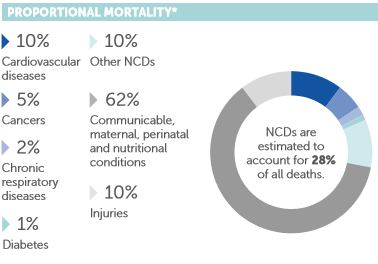 PROPORTIONAL MORTALITY*
10%
Cardiovascular
diseases
5%
Cancers
2%
Chronic
respiratory
diseases
1%
Diabetes
10%
Other NCDs
62%
Communicable,
maternal, perinatal
and nutritional
conditions
10%
Injuries
NCDs are
estimated to
account for 28%
of all deaths.